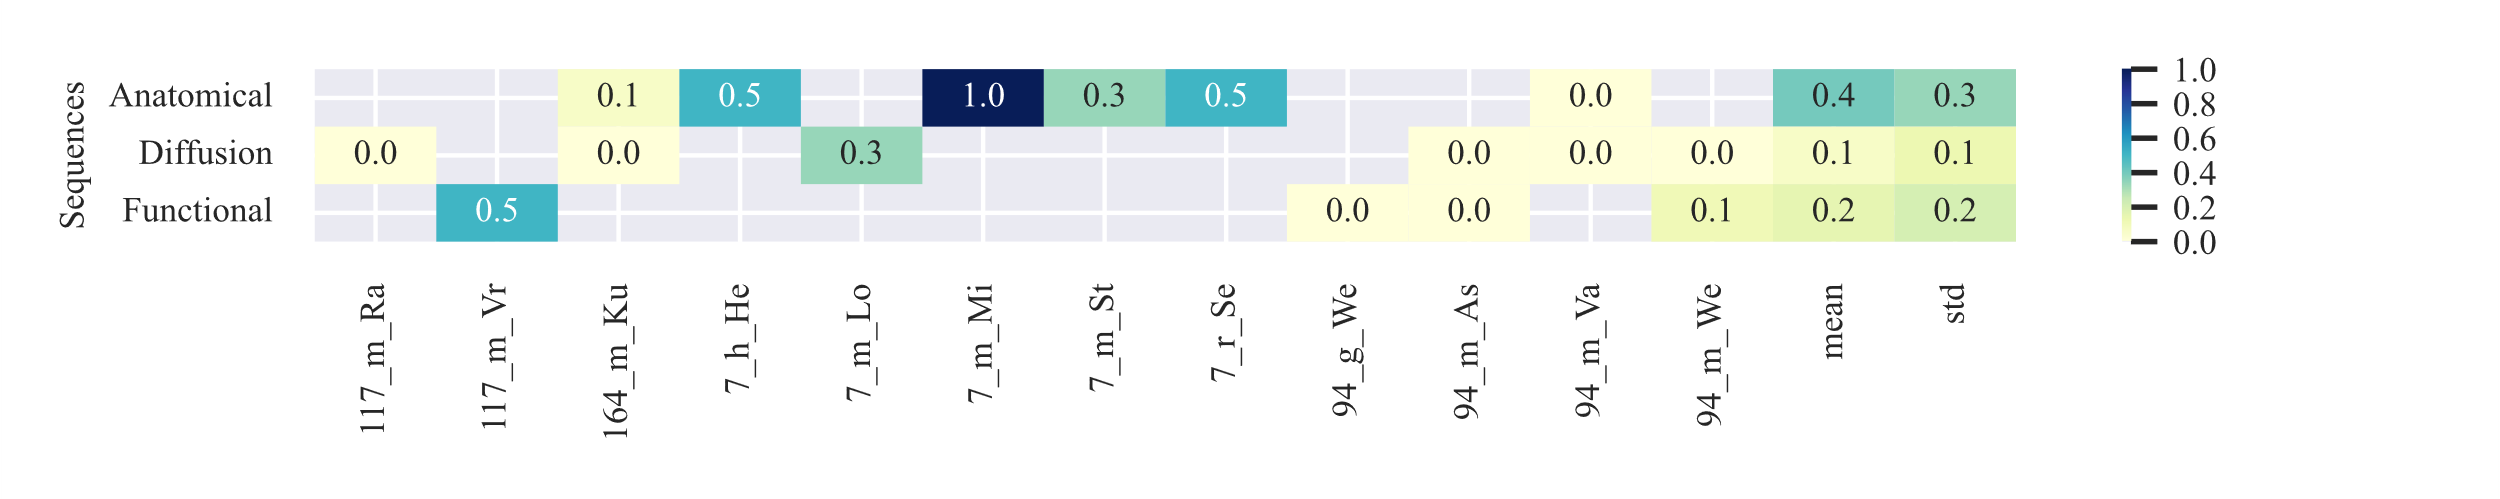 Sequences
Anatomical 0.1 0.5 1.0 0.3 0.5 0.0 0.4 0.3
Diffusion 0.0 0.0 0.3 0.0 0.0 0.0 0.1 0.1
Functional 0.5 0.0 0.0 0.1 0.2 0.2
117_m_Ra
117_m_Vr
164_m_Ku
7_h_He
7_m_Lo
7_m_Mi
7_m_St
7_r_Se
94_g_We
94_m_As
94_m_Va
94_m_We
mean
std
1.0
0.8
0.6
0.4
0.2
0.0